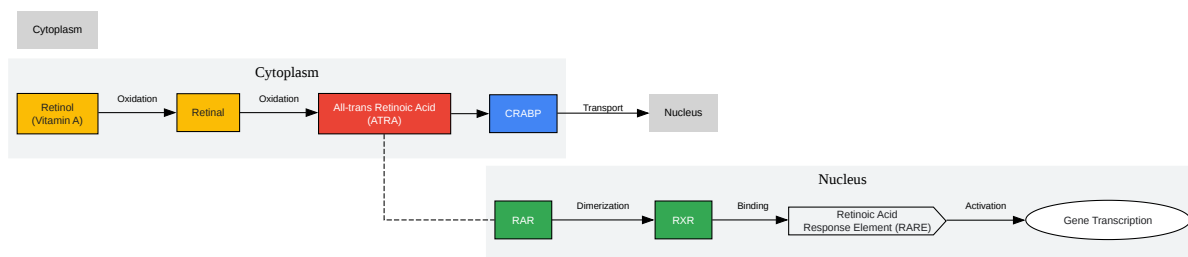 Cytoplasm
Cytoplasm
Retinol
(Vitamin A)
Oxidation
Retinal
Oxidation
All-trans Retinoic Acid
(ATRA)
CRABP
Transport
Nucleus
Nucleus
RAR
Dimerization
RXR
Binding
Retinoic Acid
Response Element (RARE)
Activation
Gene Transcription